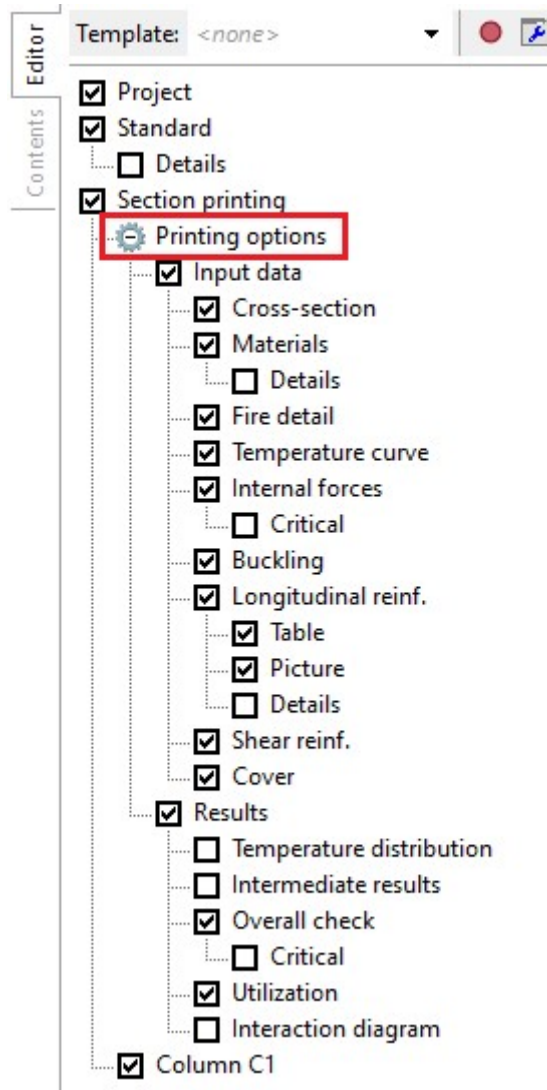 Editor
Contents
Template: <none>
Project
Standard
Details
Section printing
Printing options
Input data
Cross-section
Materials
Details
Fire detail
Temperature curve
Internal forces
Critical
Buckling
Longitudinal reinf.
Table
Picture
Details
Shear reinf.
Cover
Results
Temperature distribution
Intermediate results
Overall check
Critical
Utilization
Interaction diagram
Column C1